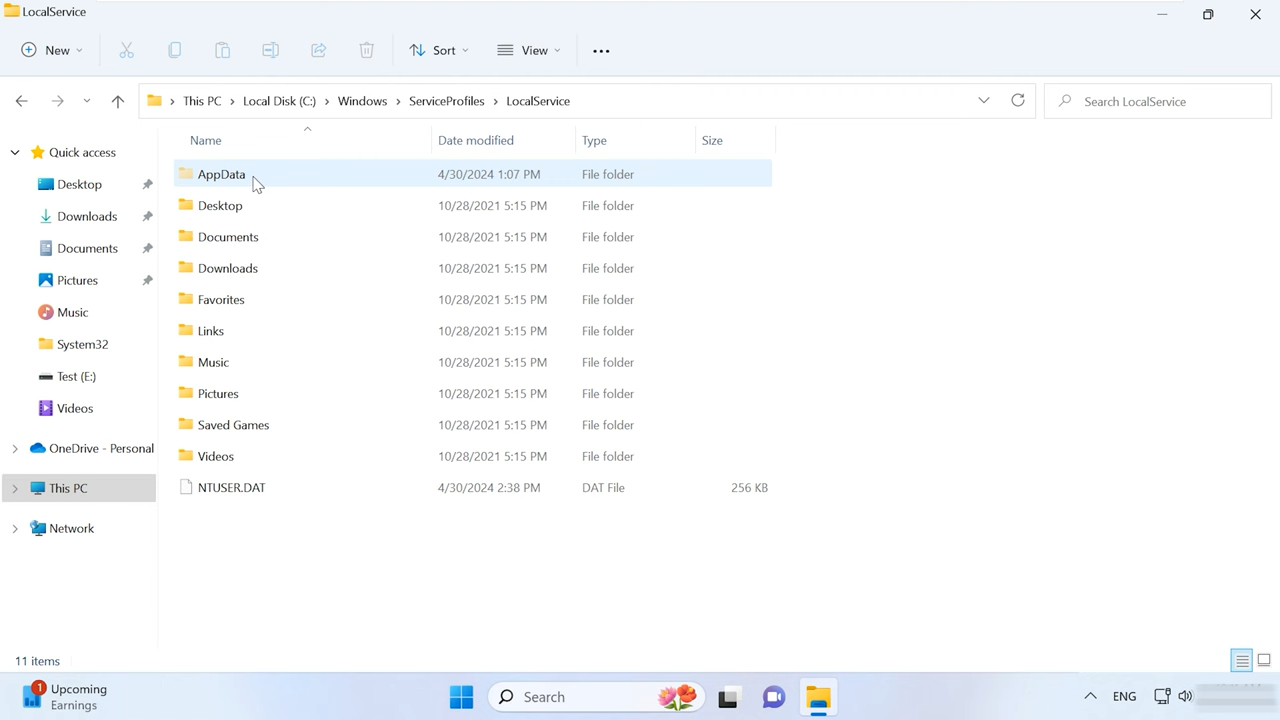 LocalService
New Sort View
This PC Local Disk (C:) Windows ServiceProfiles LocalService Search LocalService
Name Date modified Type Size
Quick access
Desktop
Downloads
Documents
Pictures
Music
System32
Test (E:)
Videos
OneDrive - Personal
This PC
Network
AppData 4/30/2024 1:07 PM File folder
Desktop 10/28/2021 5:15 PM File folder
Documents 10/28/2021 5:15 PM File folder
Downloads 10/28/2021 5:15 PM File folder
Favorites 10/28/2021 5:15 PM File folder
Links 10/28/2021 5:15 PM File folder
Music 10/28/2021 5:15 PM File folder
Pictures 10/28/2021 5:15 PM File folder
Saved Games 10/28/2021 5:15 PM File folder
Videos 10/28/2021 5:15 PM File folder
NTUSER.DAT 4/30/2024 2:38 PM DAT File 256 KB
11 items
1 Upcoming
Earnings
Search
ENG